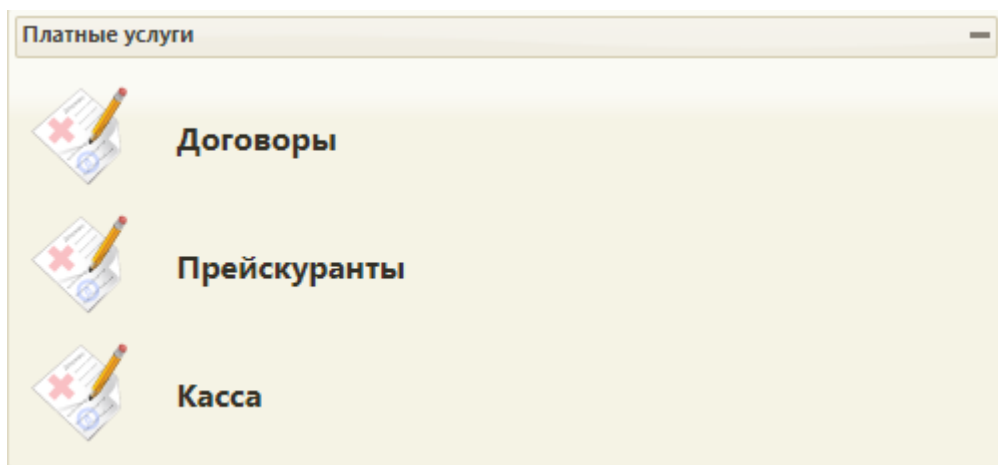 Платные услуги
Договоры
Прейскуранты
Касса